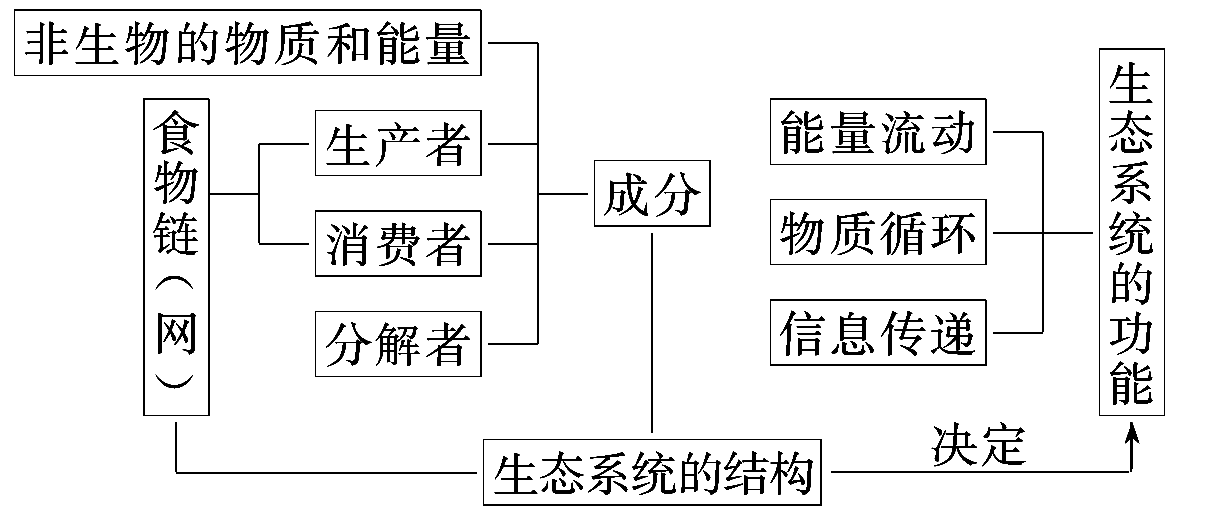 非生物的物质和能量
食物链(网)
生产者
消费者
分解者
成分
能量流动
物质循环
信息传递
生态系统的功能
生态系统的结构
决定